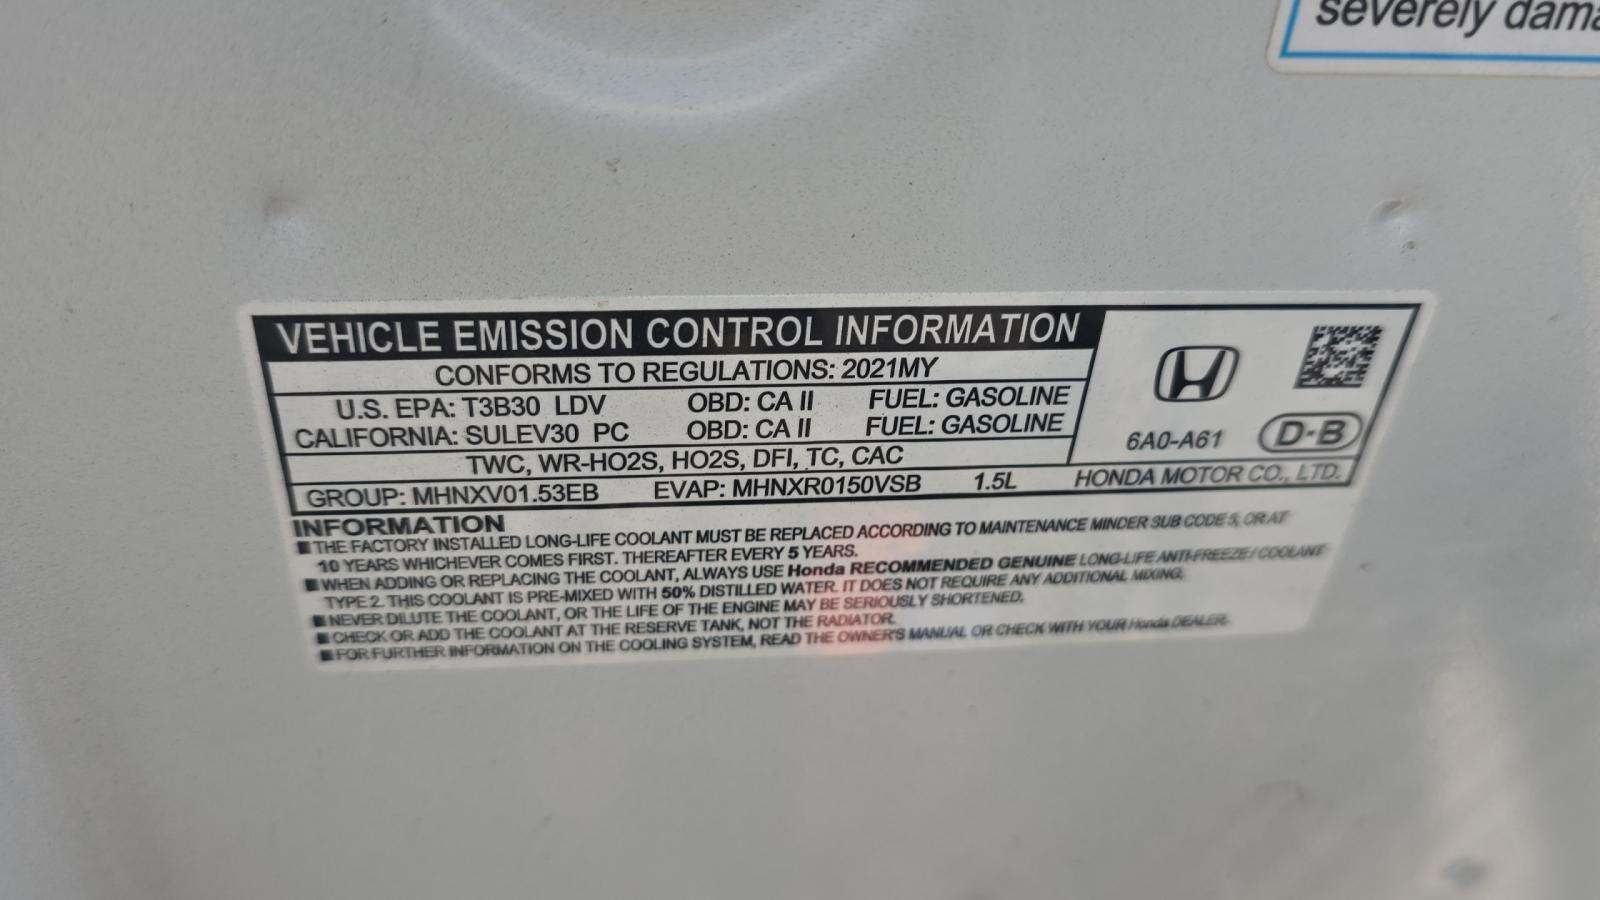 severely dama
VEHICLE EMISSION CONTROL INFORMATION
CONFORMS TO REGULATIONS: 2021MY
U.S. EPA: T3B30 LDV OBD: CA II FUEL: GASOLINE
CALIFORNIA: SULEV30 PC OBD: CA II FUEL: GASOLINE
6A0-A61 D-B
TWC, WR-HO2S, HO2S, DFI, TC, CAC
GROUP: MHNXV01.53EB EVAP: MHNXR0150VSB 1.5L HONDA MOTOR CO., LTD.
INFORMATION
■ THE FACTORY INSTALLED LONG-LIFE COOLANT MUST BE REPLACED ACCORDING TO MAINTENANCE MINDER SUB CODE 5, OR AT
10 YEARS WHICHEVER COMES FIRST. THEREAFTER EVERY 5 YEARS.
■ WHEN ADDING OR REPLACING THE COOLANT, ALWAYS USE Honda RECOMMENDED GENUINE LONG-LIFE ANTI-FREEZE / COOLANT
TYPE 2. THIS COOLANT IS PRE-MIXED WITH 50% DISTILLED WATER. IT DOES NOT REQUIRE ANY ADDITIONAL MIXING.
■ NEVER DILUTE THE COOLANT, OR THE LIFE OF THE ENGINE MAY BE SERIOUSLY SHORTENED.
■ CHECK OR ADD THE COOLANT AT THE RESERVE TANK, NOT THE RADIATOR.
■ FOR FURTHER INFORMATION ON THE COOLING SYSTEM, READ THE OWNER'S MANUAL OR CHECK WITH YOUR Honda DEALER.